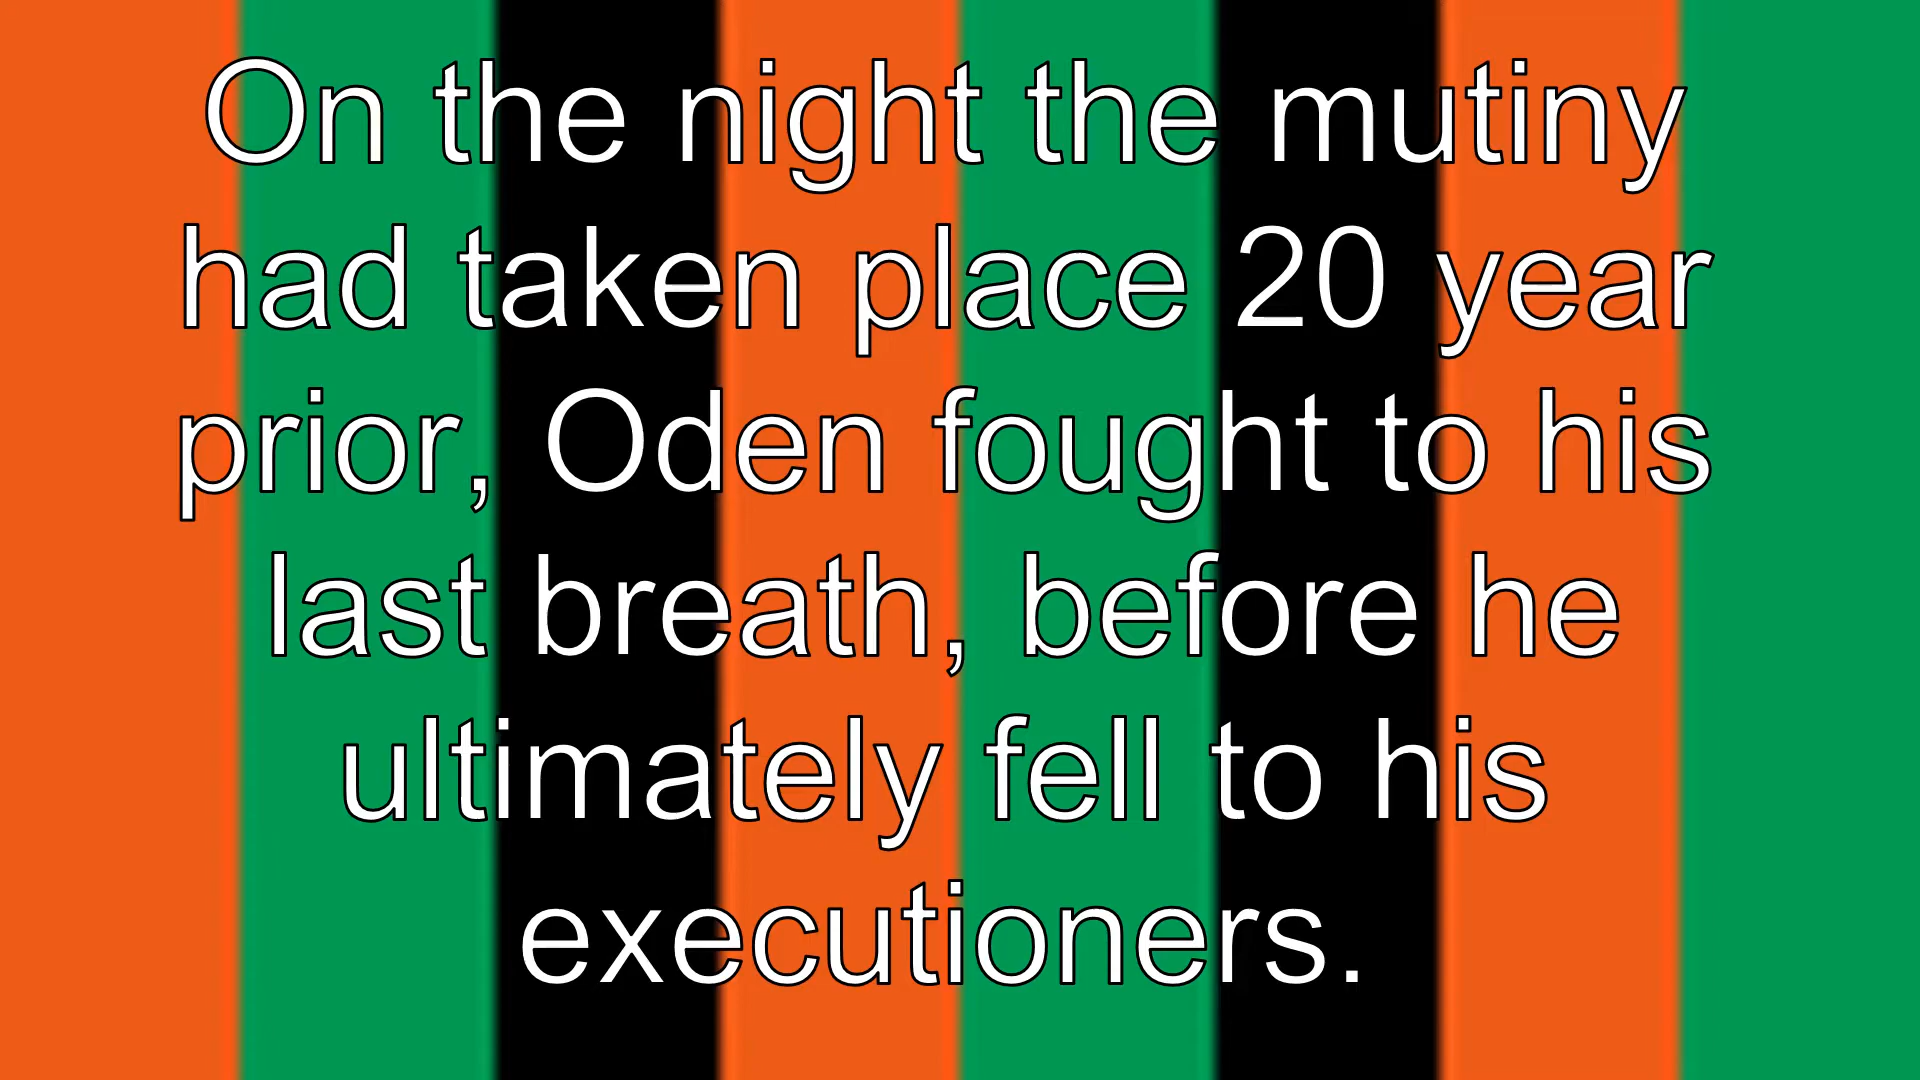 On the night the mutiny
had taken place 20 year
prior, Oden fought to his
last breath, before he
ultimately fell to his
executioners.